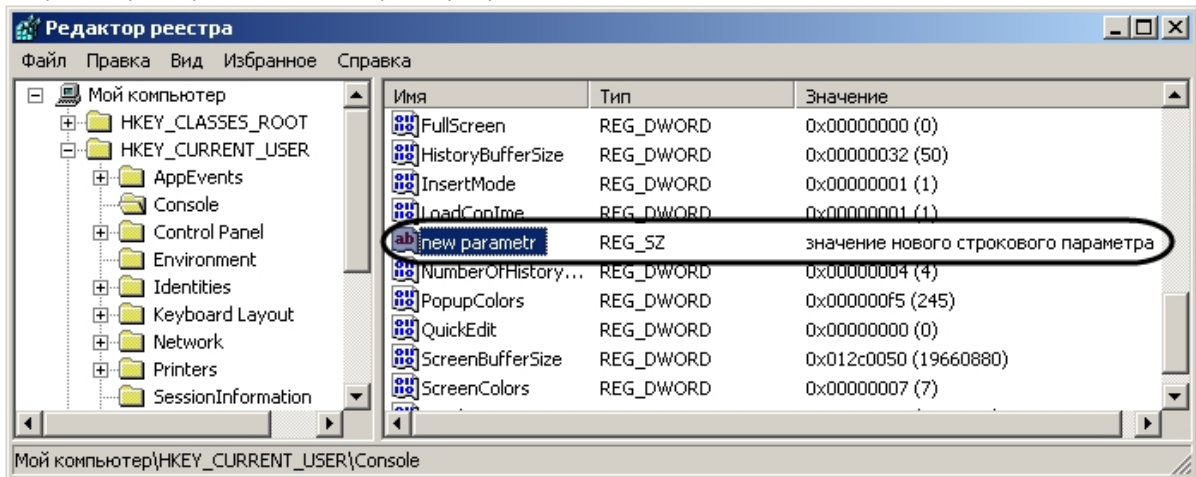 Редактор реестра
Файл Правка Вид Избранное Справка
Мой компьютер
HKEY_CLASSES_ROOT
HKEY_CURRENT_USER
AppEvents
Console
Control Panel
Environment
Identities
Keyboard Layout
Network
Printers
SessionInformation
Имя Тип Значение
FullScreen REG_DWORD 0x00000000 (0)
HistoryBufferSize REG_DWORD 0x00000032 (50)
InsertMode REG_DWORD 0x00000001 (1)
LoadConIme REG_DWORD 0x00000001 (1)
new parametr REG_SZ значение нового строкового параметра
NumberOfHistory... REG_DWORD 0x00000004 (4)
PopupColors REG_DWORD 0x000000f5 (245)
QuickEdit REG_DWORD 0x00000000 (0)
ScreenBufferSize REG_DWORD 0x012c0050 (19660880)
ScreenColors REG_DWORD 0x00000007 (7)
Мой компьютер\HKEY_CURRENT_USER\Console